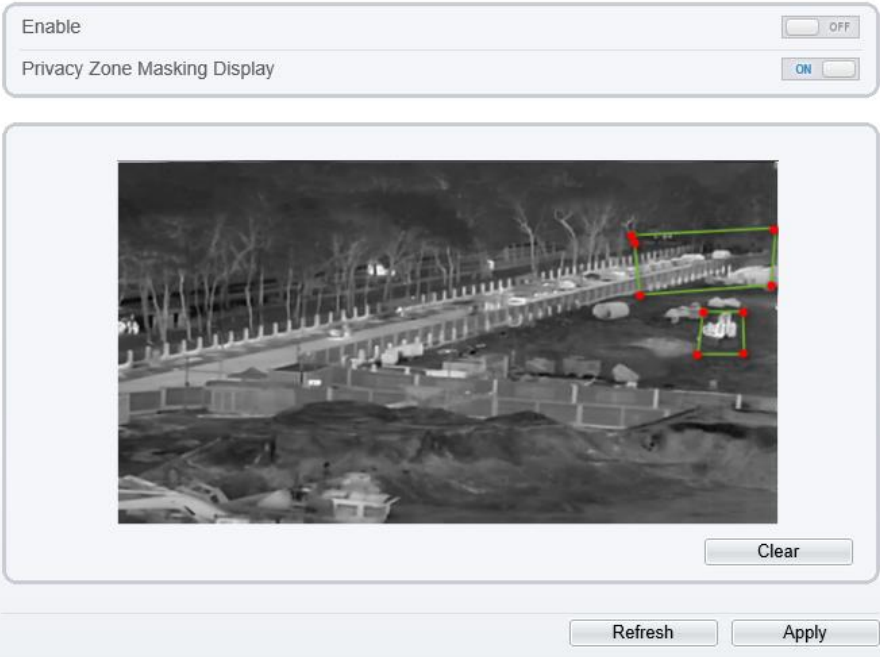 Enable
OFF
Privacy Zone Masking Display
ON
Clear
Refresh
Apply